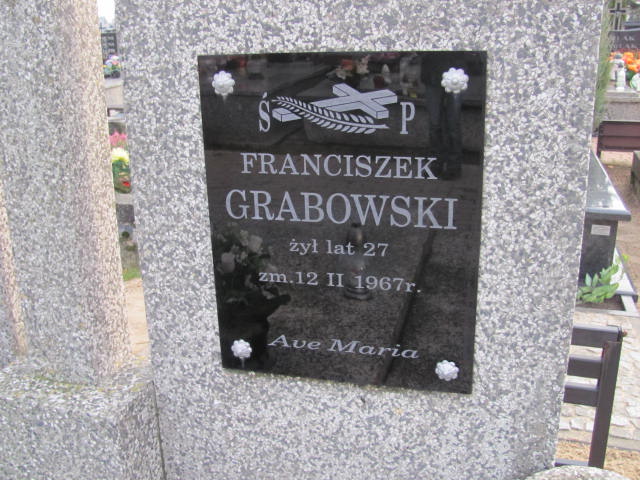 Ś P
FRANCISZEK
GRABOWSKI
żył lat 27
zm.12 II 1967r.
Ave Maria